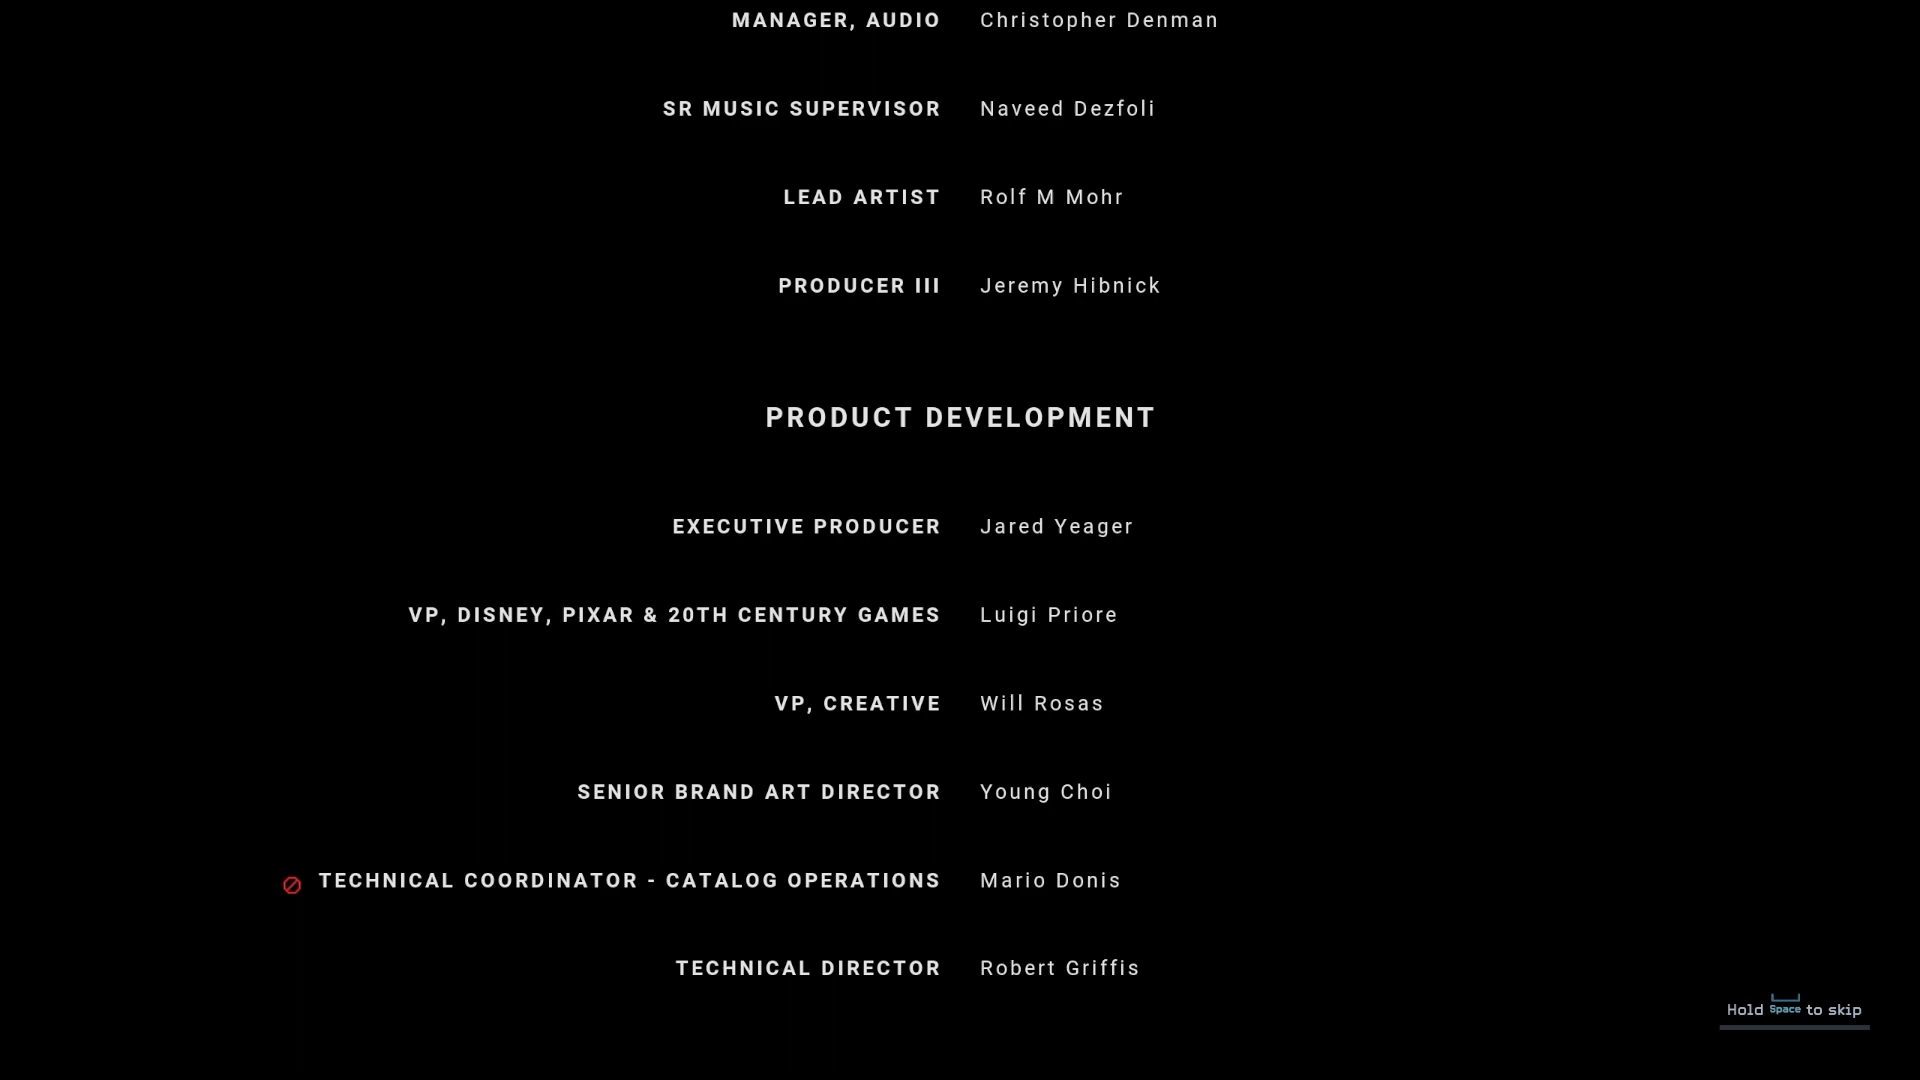 MANAGER, AUDIO Christopher Denman
SR MUSIC SUPERVISOR Naveed Dezfoli
LEAD ARTIST Rolf M Mohr
PRODUCER III Jeremy Hibnick
PRODUCT DEVELOPMENT
EXECUTIVE PRODUCER Jared Yeager
VP, DISNEY, PIXAR & 20TH CENTURY GAMES Luigi Priore
VP, CREATIVE Will Rosas
SENIOR BRAND ART DIRECTOR Young Choi
TECHNICAL COORDINATOR - CATALOG OPERATIONS Mario Donis
TECHNICAL DIRECTOR Robert Griffis
Hold Space to skip